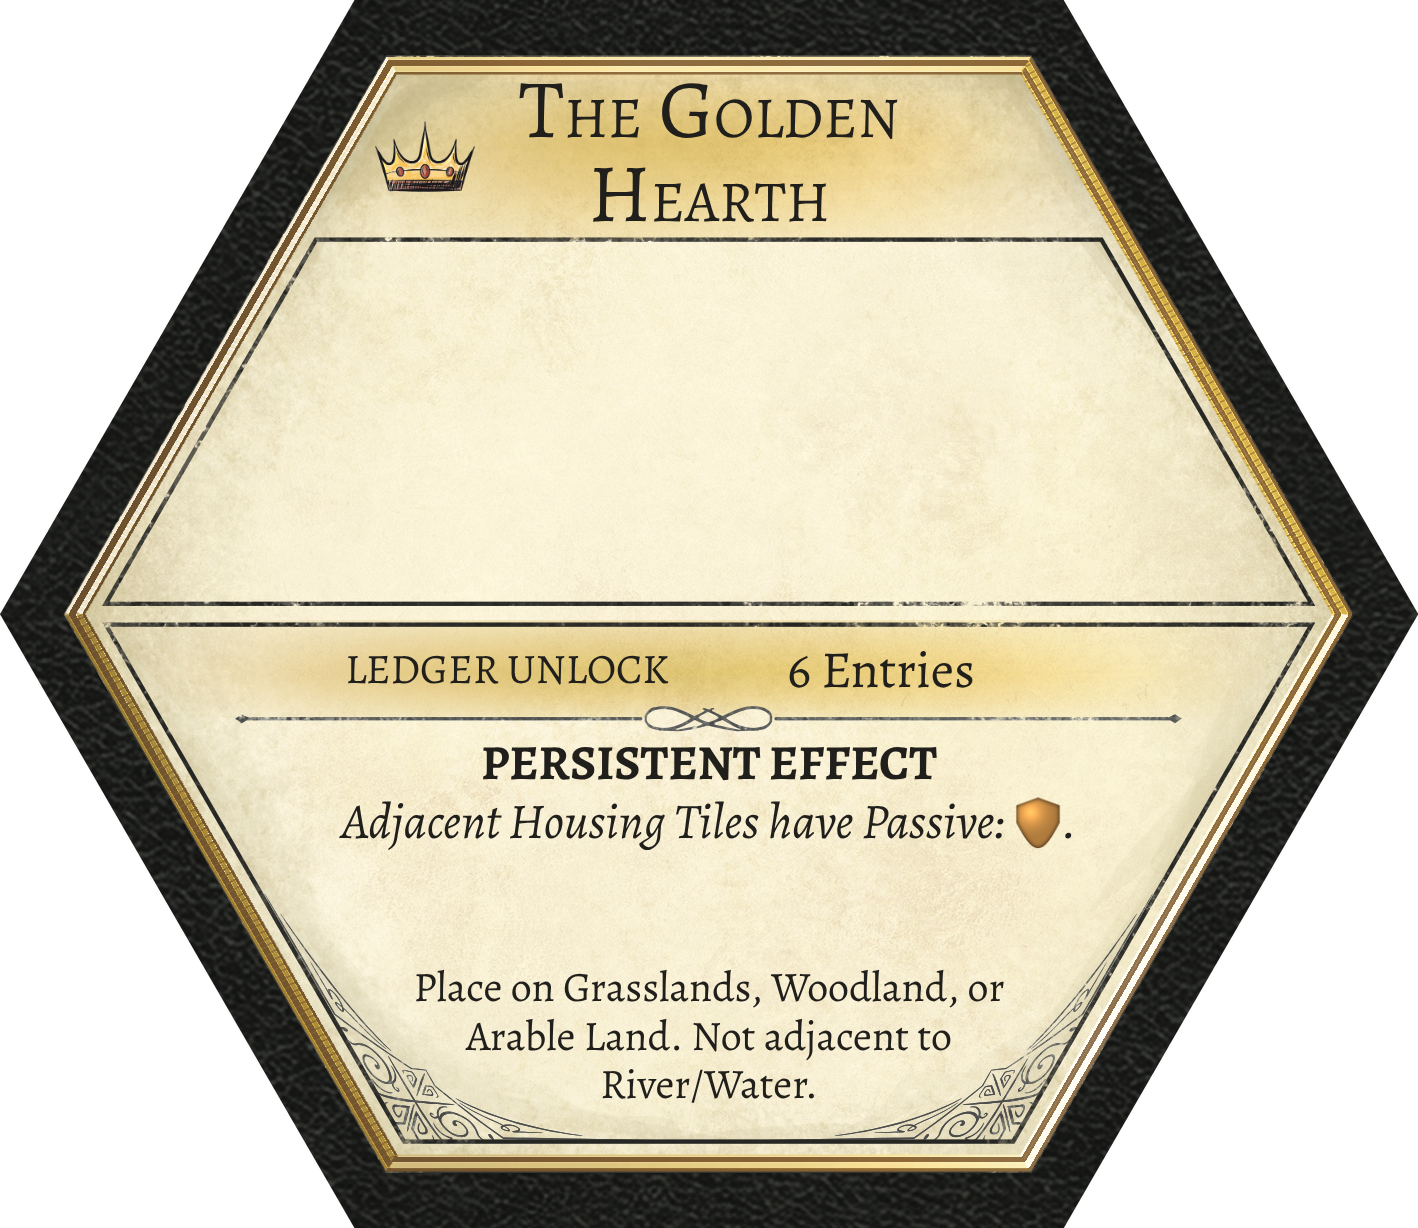 The Golden
Hearth
LEDGER UNLOCK 6 Entries
PERSISTENT EFFECT
Adjacent Housing Tiles have Passive: .
Place on Grasslands, Woodland, or
Arable Land. Not adjacent to
River/Water.